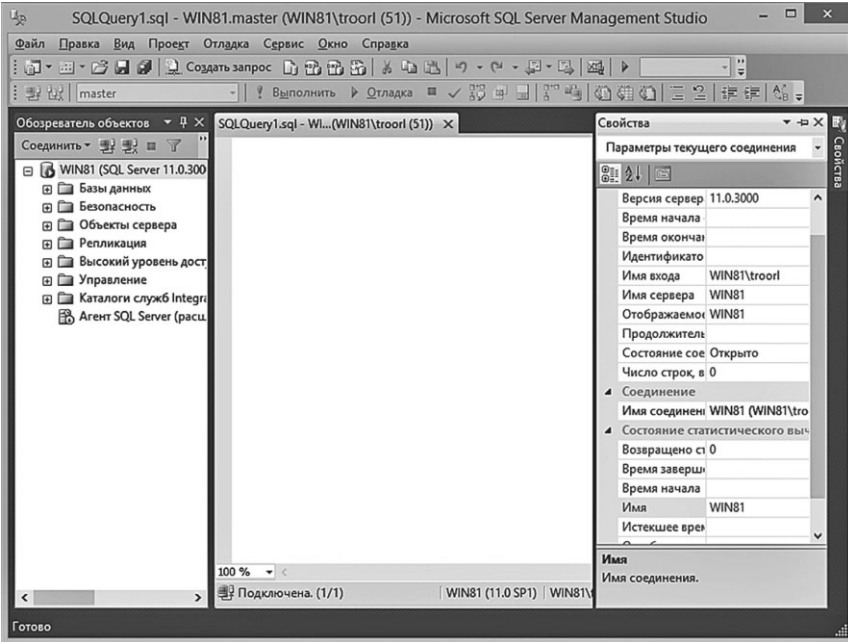 SQLQuery1.sql - WIN81.master (WIN81\troorl (51)) - Microsoft SQL Server Management Studio
Файл Правка Вид Проект Отладка Сервис Окно Справка
Создать запрос
master Выполнить Отладка
Обозреватель объектов
Соединить
WIN81 (SQL Server 11.0.300
Базы данных
Безопасность
Объекты сервера
Репликация
Высокий уровень дост
Управление
Каталоги служб Integra
Агент SQL Server (расш
SQLQuery1.sql - WI...(WIN81\troorl (51))
100 %
Подключена. (1/1) WIN81 (11.0 SP1) WIN81\t
Свойства
Параметры текущего соединения
Версия сервер 11.0.3000
Время начала
Время окончан
Идентификато
Имя входа WIN81\troorl
Имя сервера WIN81
Отображаемое WIN81
Продолжитель
Состояние сое Открыто
Число строк, в 0
Соединение
Имя соединени WIN81 (WIN81\tro
Состояние статистического выч
Возвращено ст 0
Время заверше
Время начала
Имя WIN81
Истекшее врем
Имя
Имя соединения.
Свойства
Готово